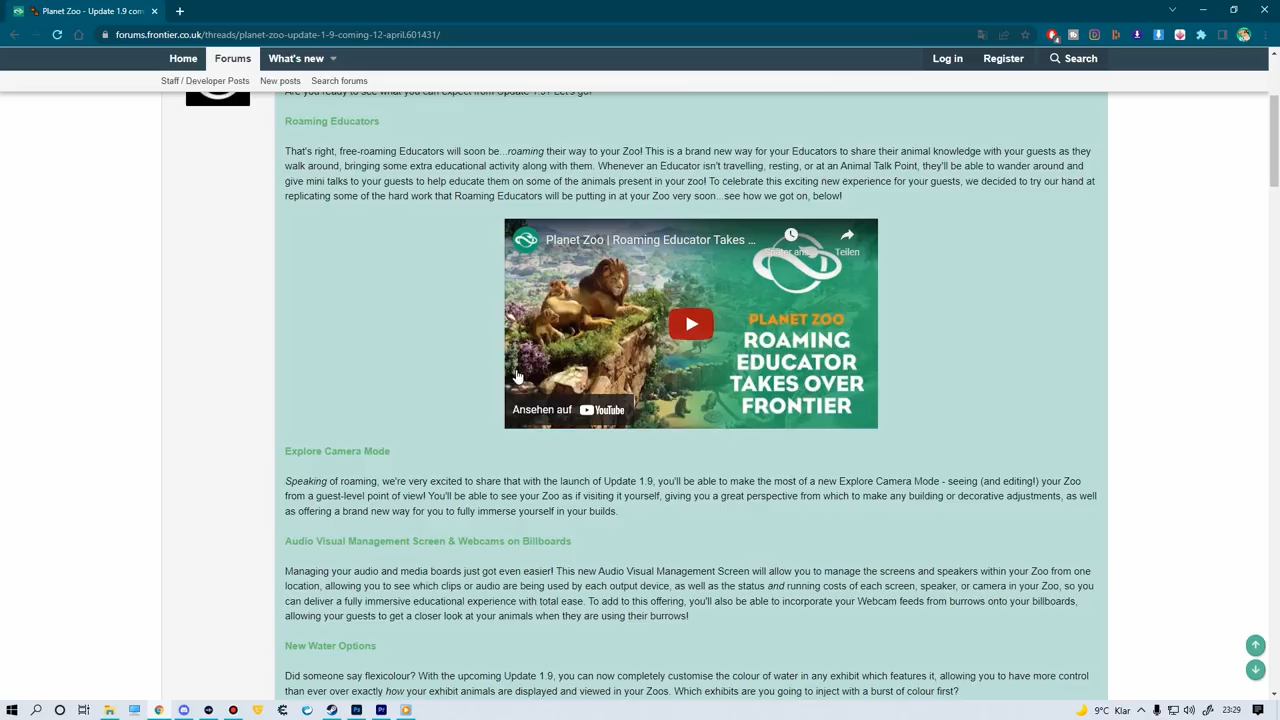 Planet Zoo - Update 1.9 com
forums.frontier.co.uk/threads/planet-zoo-update-1-9-coming-12-april.601431/
Home Forums What's new Log in Register Search
Staff / Developer Posts New posts Search forums
Are you ready to see what you can expect from Update 1.9? Let's go!
Roaming Educators
That's right, free-roaming Educators will soon be...roaming their way to your Zoo! This is a brand new way for your Educators to share their animal knowledge with your guests as they
walk around, bringing some extra educational activity along with them. Whenever an Educator isn't travelling, resting, or at an Animal Talk Point, they'll be able to wander around and
give mini talks to your guests to help educate them on some of the animals present in your zoo! To celebrate this exciting new experience for your guests, we decided to try our hand at
replicating some of the hard work that Roaming Educators will be putting in at your Zoo very soon...see how we got on, below!
Planet Zoo | Roaming Educator Takes ...
Teilen
PLANET ZOO
ROAMING
EDUCATOR
TAKES OVER
FRONTIER
Ansehen auf YouTube
Explore Camera Mode
Speaking of roaming, we're very excited to share that with the launch of Update 1.9, you'll be able to make the most of a new Explore Camera Mode - seeing (and editing!) your Zoo
from a guest-level point of view! You'll be able to see your Zoo as if visiting it yourself, giving you a great perspective from which to make any building or decorative adjustments, as well
as offering a brand new way for you to fully immerse yourself in your builds.
Audio Visual Management Screen & Webcams on Billboards
Managing your audio and media boards just got even easier! This new Audio Visual Management Screen will allow you to manage the screens and speakers within your Zoo from one
location, allowing you to see which clips or audio are being used by each output device, as well as the status and running costs of each screen, speaker, or camera in your Zoo, so you
can deliver a fully immersive educational experience with total ease. To add to this offering, you'll also be able to incorporate your Webcam feeds from burrows onto your billboards,
allowing your guests to get a closer look at your animals when they are using their burrows!
New Water Options
Did someone say flexicolour? With the upcoming Update 1.9, you can now completely customise the colour of water in any exhibit which features it, allowing you to have more control
than ever over exactly how your exhibit animals are displayed and viewed in your Zoos. Which exhibits are you going to inject with a burst of colour first?
9°C Klar 23:29